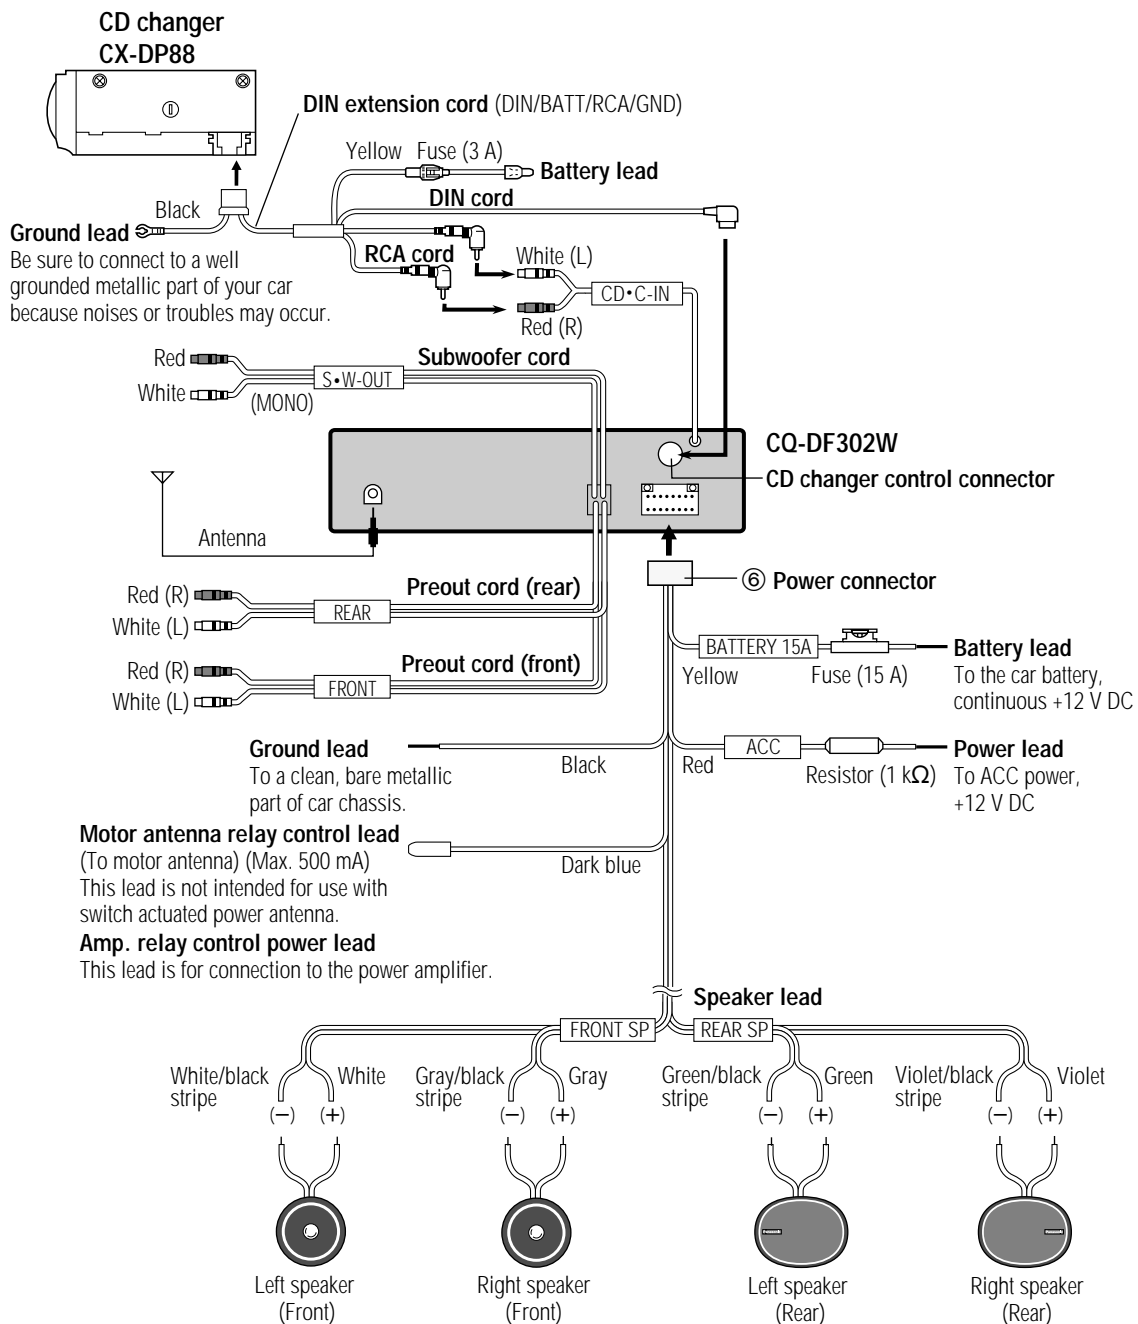 CD changer
CX-DP88
DIN extension cord (DIN/BATT/RCA/GND)
Yellow Fuse (3 A)
Battery lead
DIN cord
Black
Ground lead
Be sure to connect to a well
grounded metallic part of your car
because noises or troubles may occur.
RCA cord
White (L)
CD•C-IN
Red (R)
Subwoofer cord
Red
S•W-OUT
White
(MONO)
CQ-DF302W
CD changer control connector
Antenna
⑥ Power connector
Preout cord (rear)
Red (R)
REAR
White (L)
BATTERY 15A
Battery lead
To the car battery,
continuous +12 V DC
Yellow
Fuse (15 A)
Preout cord (front)
Red (R)
FRONT
White (L)
Ground lead
To a clean, bare metallic
part of car chassis.
Black
Red
ACC
Resistor (1 kΩ)
Power lead
To ACC power,
+12 V DC
Motor antenna relay control lead
(To motor antenna) (Max. 500 mA)
This lead is not intended for use with
switch actuated power antenna.
Dark blue
Amp. relay control power lead
This lead is for connection to the power amplifier.
Speaker lead
FRONT SP
REAR SP
White/black
stripe
White
Gray/black
stripe
Gray
Green/black
stripe
Green
Violet/black
stripe
Violet
(−) (+) (−) (+) (−) (+) (−) (+)
Left speaker
(Front)
Right speaker
(Front)
Left speaker
(Rear)
Right speaker
(Rear)